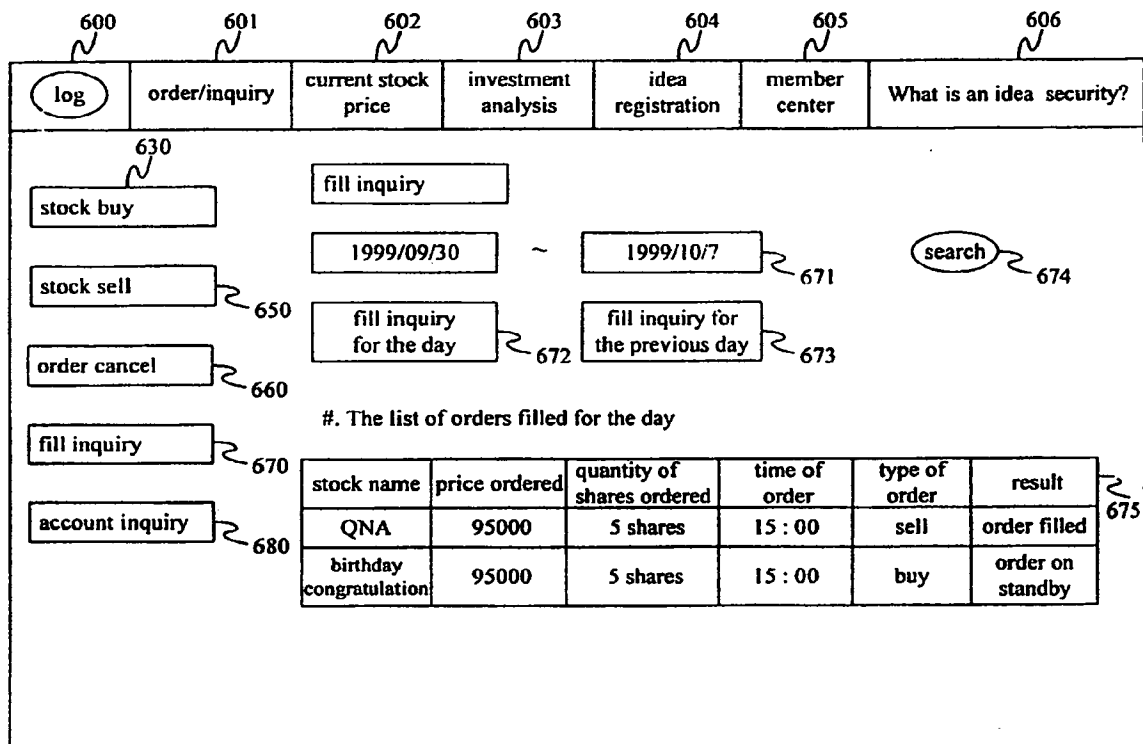 600 601 602 603 604 605 606
log order/inquiry current stock price investment analysis idea registration member center What is an idea security?
630
stock buy
stock sell
650
order cancel
660
fill inquiry
670
account inquiry
680
fill inquiry
1999/09/30 ~ 1999/10/7
671
search
674
fill inquiry
for the day
672
fill inquiry for
the previous day
673
#. The list of orders filled for the day
stock name price ordered quantity of shares ordered time of order type of order result
675
QNA 95000 5 shares 15 : 00 sell order filled
birthday congratulation 95000 5 shares 15 : 00 buy order on standby